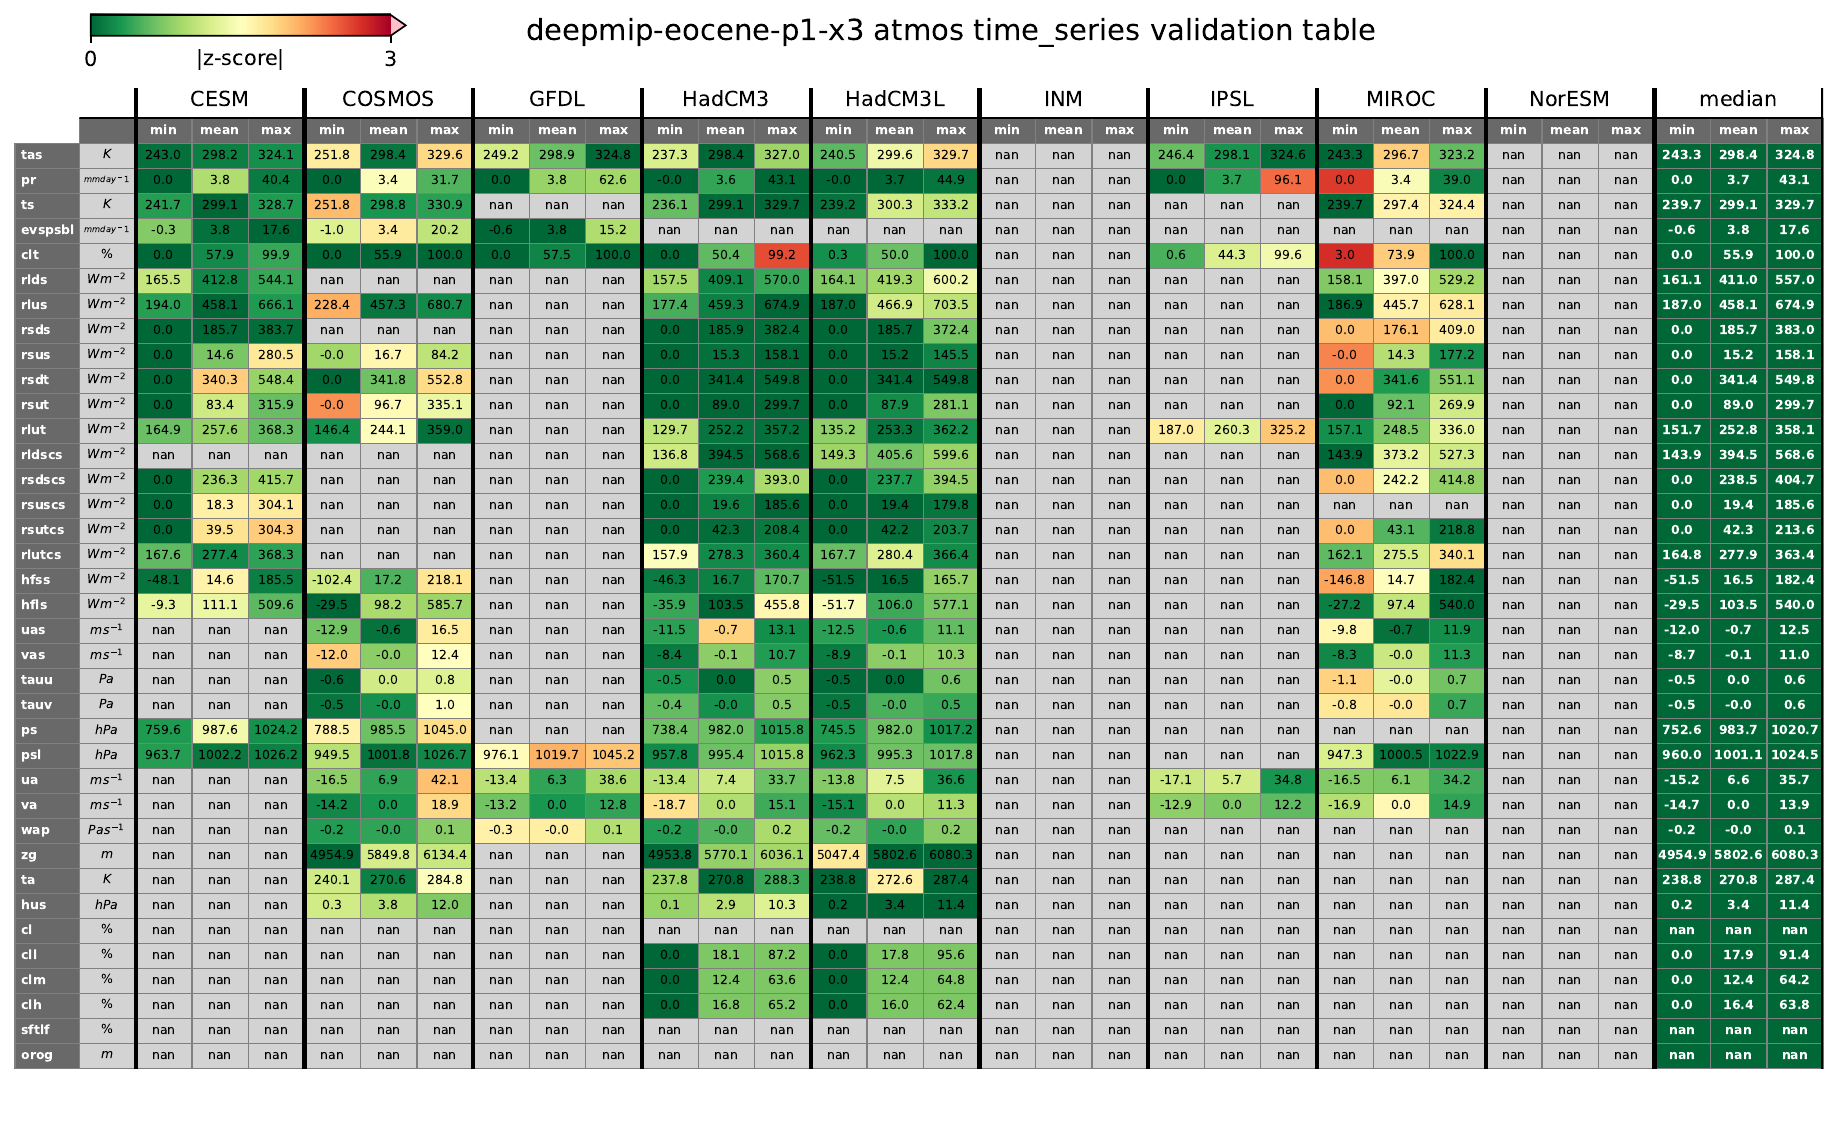 deepmip-eocene-p1-x3 atmos time_series validation table
0 |z-score| 3
CESM COSMOS GFDL HadCM3 HadCM3L INM IPSL MIROC NorESM median
min mean max min mean max min mean max min mean max min mean max min mean max min mean max min mean max min mean max min mean max
tas K 243.0 298.2 324.1 251.8 298.4 329.6 249.2 298.9 324.8 237.3 298.4 327.0 240.5 299.6 329.7 nan nan nan 246.4 298.1 324.6 243.3 296.7 323.2 nan nan nan 243.3 298.4 324.8
pr mmday−1 0.0 3.8 40.4 0.0 3.4 31.7 0.0 3.8 62.6 -0.0 3.6 43.1 -0.0 3.7 44.9 nan nan nan 0.0 3.7 96.1 0.0 3.4 39.0 nan nan nan 0.0 3.7 43.1
ts K 241.7 299.1 328.7 251.8 298.8 330.9 nan nan nan 236.1 299.1 329.7 239.2 300.3 333.2 nan nan nan nan nan nan 239.7 297.4 324.4 nan nan nan 239.7 299.1 329.7
evspsbl mmday−1 -0.3 3.8 17.6 -1.0 3.4 20.2 -0.6 3.8 15.2 nan nan nan nan nan nan nan nan nan nan nan nan nan nan nan nan nan nan -0.6 3.8 17.6
clt % 0.0 57.9 99.9 0.0 55.9 100.0 0.0 57.5 100.0 0.0 50.4 99.2 0.3 50.0 100.0 nan nan nan 0.6 44.3 99.6 3.0 73.9 100.0 nan nan nan 0.0 55.9 100.0
rlds Wm−2 165.5 412.8 544.1 nan nan nan nan nan nan 157.5 409.1 570.0 164.1 419.3 600.2 nan nan nan nan nan nan 158.1 397.0 529.2 nan nan nan 161.1 411.0 557.0
rlus Wm−2 194.0 458.1 666.1 228.4 457.3 680.7 nan nan nan 177.4 459.3 674.9 187.0 466.9 703.5 nan nan nan nan nan nan 186.9 445.7 628.1 nan nan nan 187.0 458.1 674.9
rsds Wm−2 0.0 185.7 383.7 nan nan nan nan nan nan 0.0 185.9 382.4 0.0 185.7 372.4 nan nan nan nan nan nan 0.0 176.1 409.0 nan nan nan 0.0 185.7 383.0
rsus Wm−2 0.0 14.6 280.5 -0.0 16.7 84.2 nan nan nan 0.0 15.3 158.1 0.0 15.2 145.5 nan nan nan nan nan nan -0.0 14.3 177.2 nan nan nan 0.0 15.2 158.1
rsdt Wm−2 0.0 340.3 548.4 0.0 341.8 552.8 nan nan nan 0.0 341.4 549.8 0.0 341.4 549.8 nan nan nan nan nan nan 0.0 341.6 551.1 nan nan nan 0.0 341.4 549.8
rsut Wm−2 0.0 83.4 315.9 -0.0 96.7 335.1 nan nan nan 0.0 89.0 299.7 0.0 87.9 281.1 nan nan nan nan nan nan 0.0 92.1 269.9 nan nan nan 0.0 89.0 299.7
rlut Wm−2 164.9 257.6 368.3 146.4 244.1 359.0 nan nan nan 129.7 252.2 357.2 135.2 253.3 362.2 nan nan nan 187.0 260.3 325.2 157.1 248.5 336.0 nan nan nan 151.7 252.8 358.1
rldscs Wm−2 nan nan nan nan nan nan nan nan nan 136.8 394.5 568.6 149.3 405.6 599.6 nan nan nan nan nan nan 143.9 373.2 527.3 nan nan nan 143.9 394.5 568.6
rsdscs Wm−2 0.0 236.3 415.7 nan nan nan nan nan nan 0.0 239.4 393.0 0.0 237.7 394.5 nan nan nan nan nan nan 0.0 242.2 414.8 nan nan nan 0.0 238.5 404.7
rsuscs Wm−2 0.0 18.3 304.1 nan nan nan nan nan nan 0.0 19.6 185.6 0.0 19.4 179.8 nan nan nan nan nan nan nan nan nan nan nan nan 0.0 19.4 185.6
rsutcs Wm−2 0.0 39.5 304.3 nan nan nan nan nan nan 0.0 42.3 208.4 0.0 42.2 203.7 nan nan nan nan nan nan 0.0 43.1 218.8 nan nan nan 0.0 42.3 213.6
rlutcs Wm−2 167.6 277.4 368.3 nan nan nan nan nan nan 157.9 278.3 360.4 167.7 280.4 366.4 nan nan nan nan nan nan 162.1 275.5 340.1 nan nan nan 164.8 277.9 363.4
hfss Wm−2 -48.1 14.6 185.5 -102.4 17.2 218.1 nan nan nan -46.3 16.7 170.7 -51.5 16.5 165.7 nan nan nan nan nan nan -146.8 14.7 182.4 nan nan nan -51.5 16.5 182.4
hfls Wm−2 -9.3 111.1 509.6 -29.5 98.2 585.7 nan nan nan -35.9 103.5 455.8 -51.7 106.0 577.1 nan nan nan nan nan nan -27.2 97.4 540.0 nan nan nan -29.5 103.5 540.0
uas ms−1 nan nan nan -12.9 -0.6 16.5 nan nan nan -11.5 -0.7 13.1 -12.5 -0.6 11.1 nan nan nan nan nan nan -9.8 -0.7 11.9 nan nan nan -12.0 -0.7 12.5
vas ms−1 nan nan nan -12.0 -0.0 12.4 nan nan nan -8.4 -0.1 10.7 -8.9 -0.1 10.3 nan nan nan nan nan nan -8.3 -0.0 11.3 nan nan nan -8.7 -0.1 11.0
tauu Pa nan nan nan -0.6 0.0 0.8 nan nan nan -0.5 0.0 0.5 -0.5 0.0 0.6 nan nan nan nan nan nan -1.1 -0.0 0.7 nan nan nan -0.5 0.0 0.6
tauv Pa nan nan nan -0.5 -0.0 1.0 nan nan nan -0.4 -0.0 0.5 -0.5 -0.0 0.5 nan nan nan nan nan nan -0.8 -0.0 0.7 nan nan nan -0.5 -0.0 0.6
ps hPa 759.6 987.6 1024.2 788.5 985.5 1045.0 nan nan nan 738.4 982.0 1015.8 745.5 982.0 1017.2 nan nan nan nan nan nan nan nan nan nan nan nan 752.6 983.7 1020.7
psl hPa 963.7 1002.2 1026.2 949.5 1001.8 1026.7 976.1 1019.7 1045.2 957.8 995.4 1015.8 962.3 995.3 1017.8 nan nan nan nan nan nan 947.3 1000.5 1022.9 nan nan nan 960.0 1001.1 1024.5
ua ms−1 nan nan nan -16.5 6.9 42.1 -13.4 6.3 38.6 -13.4 7.4 33.7 -13.8 7.5 36.6 nan nan nan -17.1 5.7 34.8 -16.5 6.1 34.2 nan nan nan -15.2 6.6 35.7
va ms−1 nan nan nan -14.2 0.0 18.9 -13.2 0.0 12.8 -18.7 0.0 15.1 -15.1 0.0 11.3 nan nan nan -12.9 0.0 12.2 -16.9 0.0 14.9 nan nan nan -14.7 0.0 13.9
wap Pas−1 nan nan nan -0.2 -0.0 0.1 -0.3 -0.0 0.1 -0.2 -0.0 0.2 -0.2 -0.0 0.2 nan nan nan nan nan nan nan nan nan nan nan nan -0.2 -0.0 0.1
zg m nan nan nan 4954.9 5849.8 6134.4 nan nan nan 4953.8 5770.1 6036.1 5047.4 5802.6 6080.3 nan nan nan nan nan nan nan nan nan nan nan nan 4954.9 5802.6 6080.3
ta K nan nan nan 240.1 270.6 284.8 nan nan nan 237.8 270.8 288.3 238.8 272.6 287.4 nan nan nan nan nan nan nan nan nan nan nan nan 238.8 270.8 287.4
hus hPa nan nan nan 0.3 3.8 12.0 nan nan nan 0.1 2.9 10.3 0.2 3.4 11.4 nan nan nan nan nan nan nan nan nan nan nan nan 0.2 3.4 11.4
cl % nan nan nan nan nan nan nan nan nan nan nan nan nan nan nan nan nan nan nan nan nan nan nan nan nan nan nan nan nan nan
cll % nan nan nan nan nan nan nan nan nan 0.0 18.1 87.2 0.0 17.8 95.6 nan nan nan nan nan nan nan nan nan nan nan nan 0.0 17.9 91.4
clm % nan nan nan nan nan nan nan nan nan 0.0 12.4 63.6 0.0 12.4 64.8 nan nan nan nan nan nan nan nan nan nan nan nan 0.0 12.4 64.2
clh % nan nan nan nan nan nan nan nan nan 0.0 16.8 65.2 0.0 16.0 62.4 nan nan nan nan nan nan nan nan nan nan nan nan 0.0 16.4 63.8
sftlf % nan nan nan nan nan nan nan nan nan nan nan nan nan nan nan nan nan nan nan nan nan nan nan nan nan nan nan nan nan nan
orog m nan nan nan nan nan nan nan nan nan nan nan nan nan nan nan nan nan nan nan nan nan nan nan nan nan nan nan nan nan nan